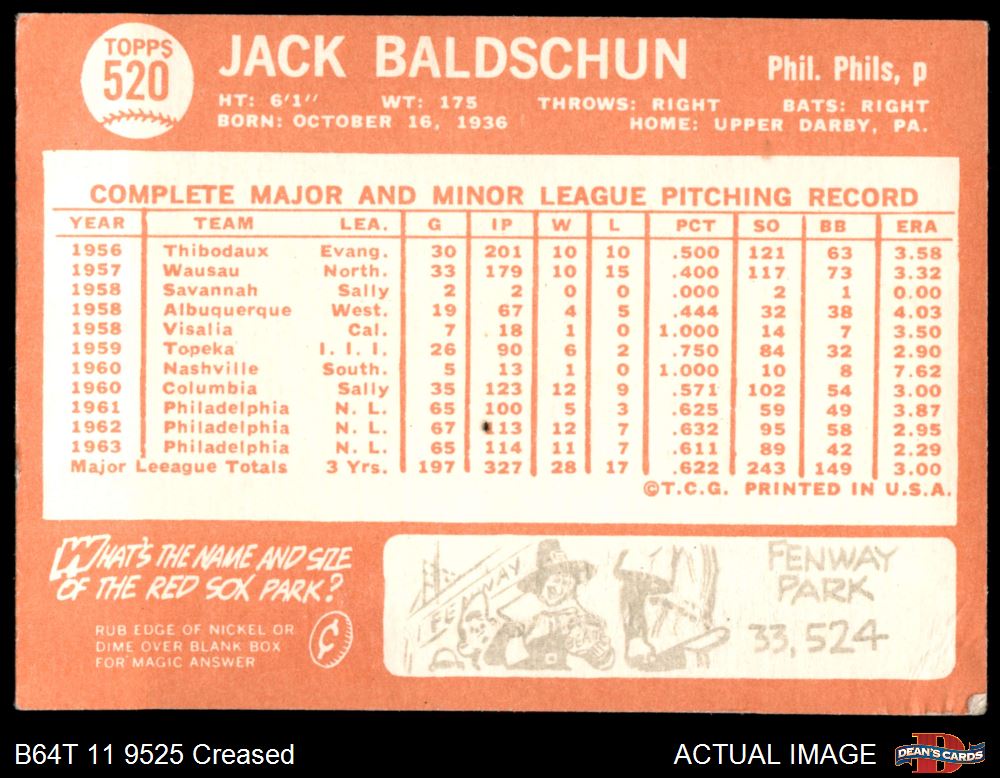 TOPPS
520
JACK BALDSCHUN
Phil. Phils, p
HT: 6'1" WT: 175 THROWS: RIGHT BATS: RIGHT
BORN: OCTOBER 16, 1936 HOME: UPPER DARBY, PA.
COMPLETE MAJOR AND MINOR LEAGUE PITCHING RECORD
YEAR TEAM LEA. G IP W L PCT SO BB ERA
1956 Thibodaux Evang. 30 201 10 10 .500 121 63 3.58
1957 Wausau North. 33 179 10 15 .400 117 73 3.32
1958 Savannah Sally 2 2 0 0 .000 2 1 0.00
1958 Albuquerque West. 19 67 4 5 .444 32 38 4.03
1958 Visalia Cal. 7 18 1 0 1.000 14 7 3.50
1959 Topeka I. I. I. 26 90 6 2 .750 84 32 2.90
1960 Nashville South. 5 13 1 0 1.000 10 8 7.62
1960 Columbia Sally 35 123 12 9 .571 102 54 3.00
1961 Philadelphia N. L. 65 100 5 3 .625 59 49 3.87
1962 Philadelphia N. L. 67 113 12 7 .632 95 58 2.95
1963 Philadelphia N. L. 65 114 11 7 .611 89 42 2.29
Major Leeague Totals 3 Yrs. 197 327 28 17 .622 243 149 3.00
©T.C.G. PRINTED IN U.S.A.
WHAT'S THE NAME AND SIZE
OF THE RED SOX PARK?
RUB EDGE OF NICKEL OR
DIME OVER BLANK BOX
FOR MAGIC ANSWER
FENWAY
PARK
33,524
B64T 11 9525 Creased
ACTUAL IMAGE
DEAN'S CARDS